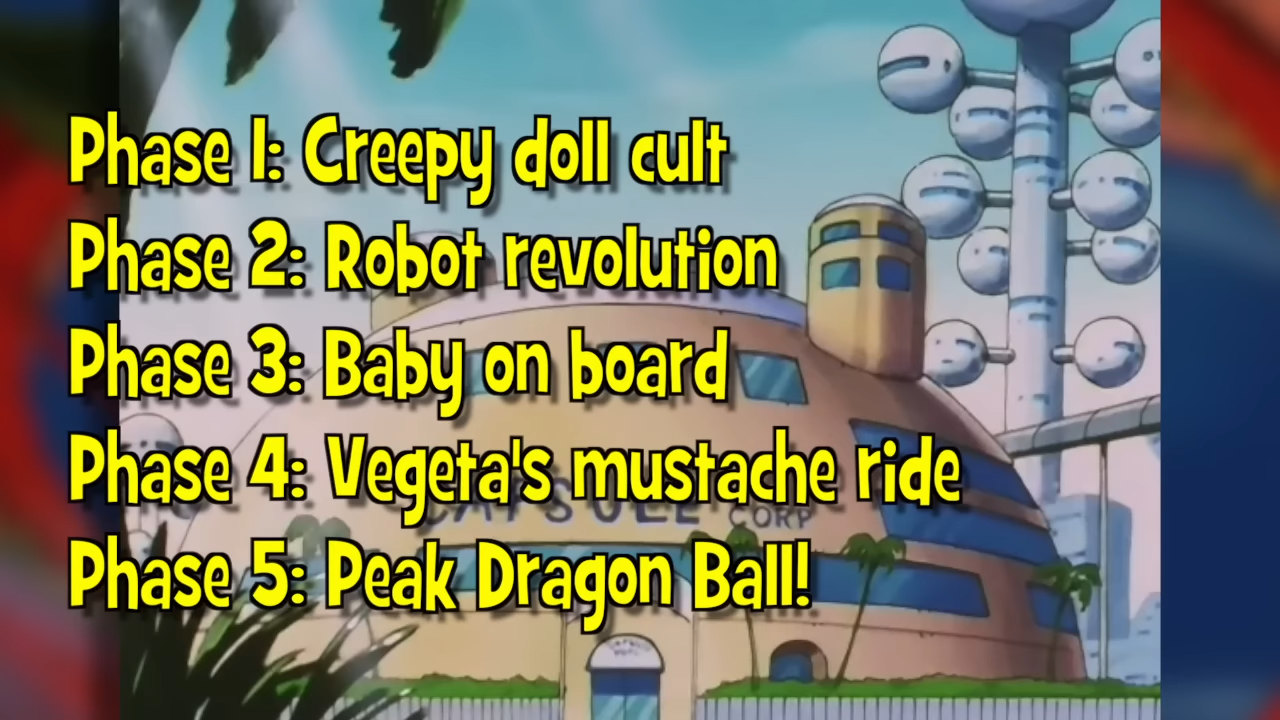 Phase 1: Creepy doll cult
Phase 2: Robot revolution
Phase 3: Baby on board
Phase 4: Vegeta's mustache ride
CAPSULE CORP
Phase 5: Peak Dragon Ball!